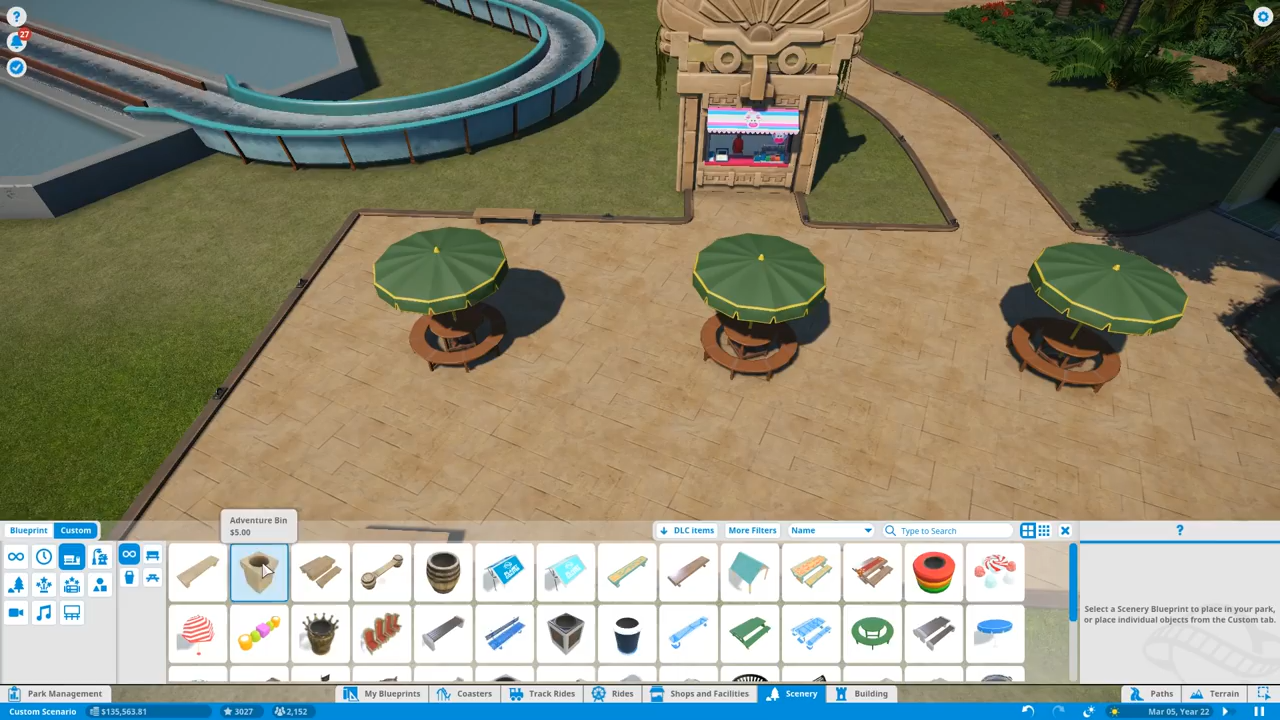 ?
27
Adventure Bin
$5.00
Blueprint
Custom
DLC items
More Filters
Name
Type to Search
?
Select a Scenery Blueprint to place in your park,
or place individual objects from the Custom tab.
Park Management
My Blueprints
Coasters
Track Rides
Rides
Shops and Facilities
Scenery
Building
Paths
Terrain
Custom Scenario
$135,563.81
3027
2,152
Mar 05, Year 22